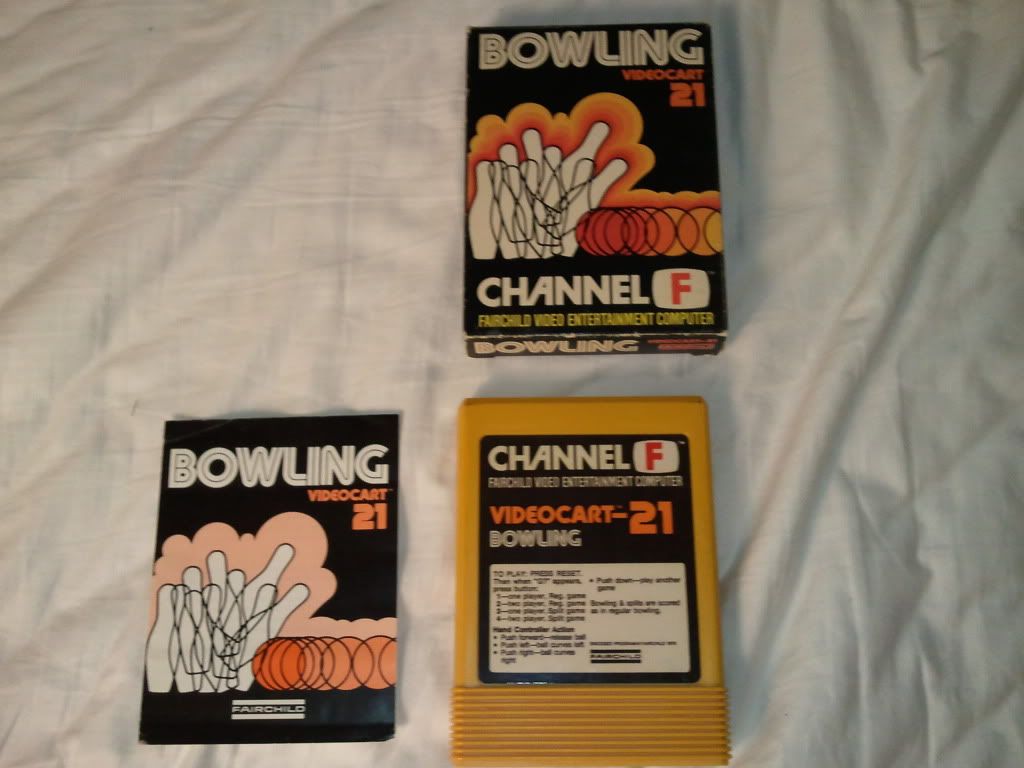 BOWLING
VIDEOCART
21
CHANNEL F
FAIRCHILD VIDEO ENTERTAINMENT COMPUTER
BOWLING
BOWLING
VIDEOCART
21
FAIRCHILD
CHANNEL F
FAIRCHILD VIDEO ENTERTAINMENT COMPUTER
VIDEOCART-21
BOWLING
TO PLAY: PRESS RESET.
Then when "G?" appears,
press button:
1—one player, Reg. game
2—two player, Reg. game
3—one player, Split game
4—two player, Split game
Hand Controller Action
• Push forward—release ball
• Push left—ball curves left
• Push right—ball curves
right
• Push down—play another
game
Bowling & splits are scored
as in regular bowling.
FAIRCHILD